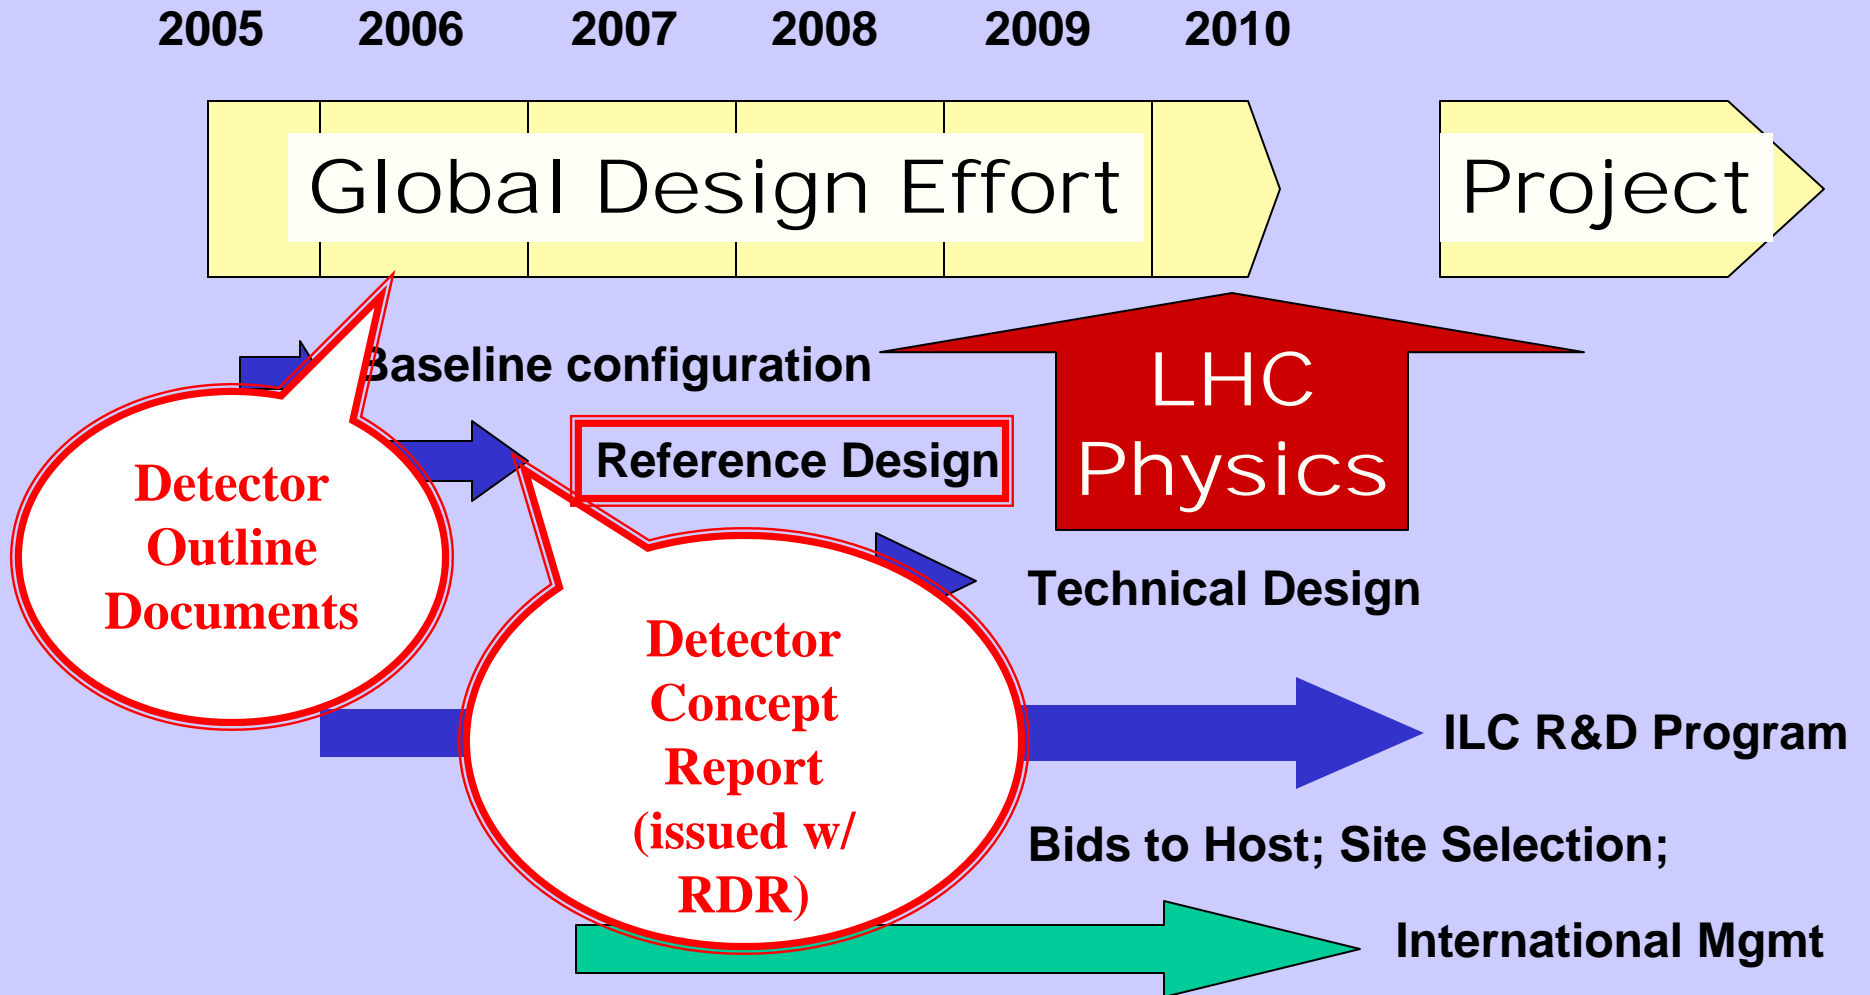 2005 2006 2007 2008 2009 2010
Global Design Effort
Project
Baseline configuration
LHC
Physics
Reference Design
Detector
Outline
Documents
Technical Design
Detector
Concept
Report
(issued w/
RDR)
ILC R&D Program
Bids to Host; Site Selection;
International Mgmt